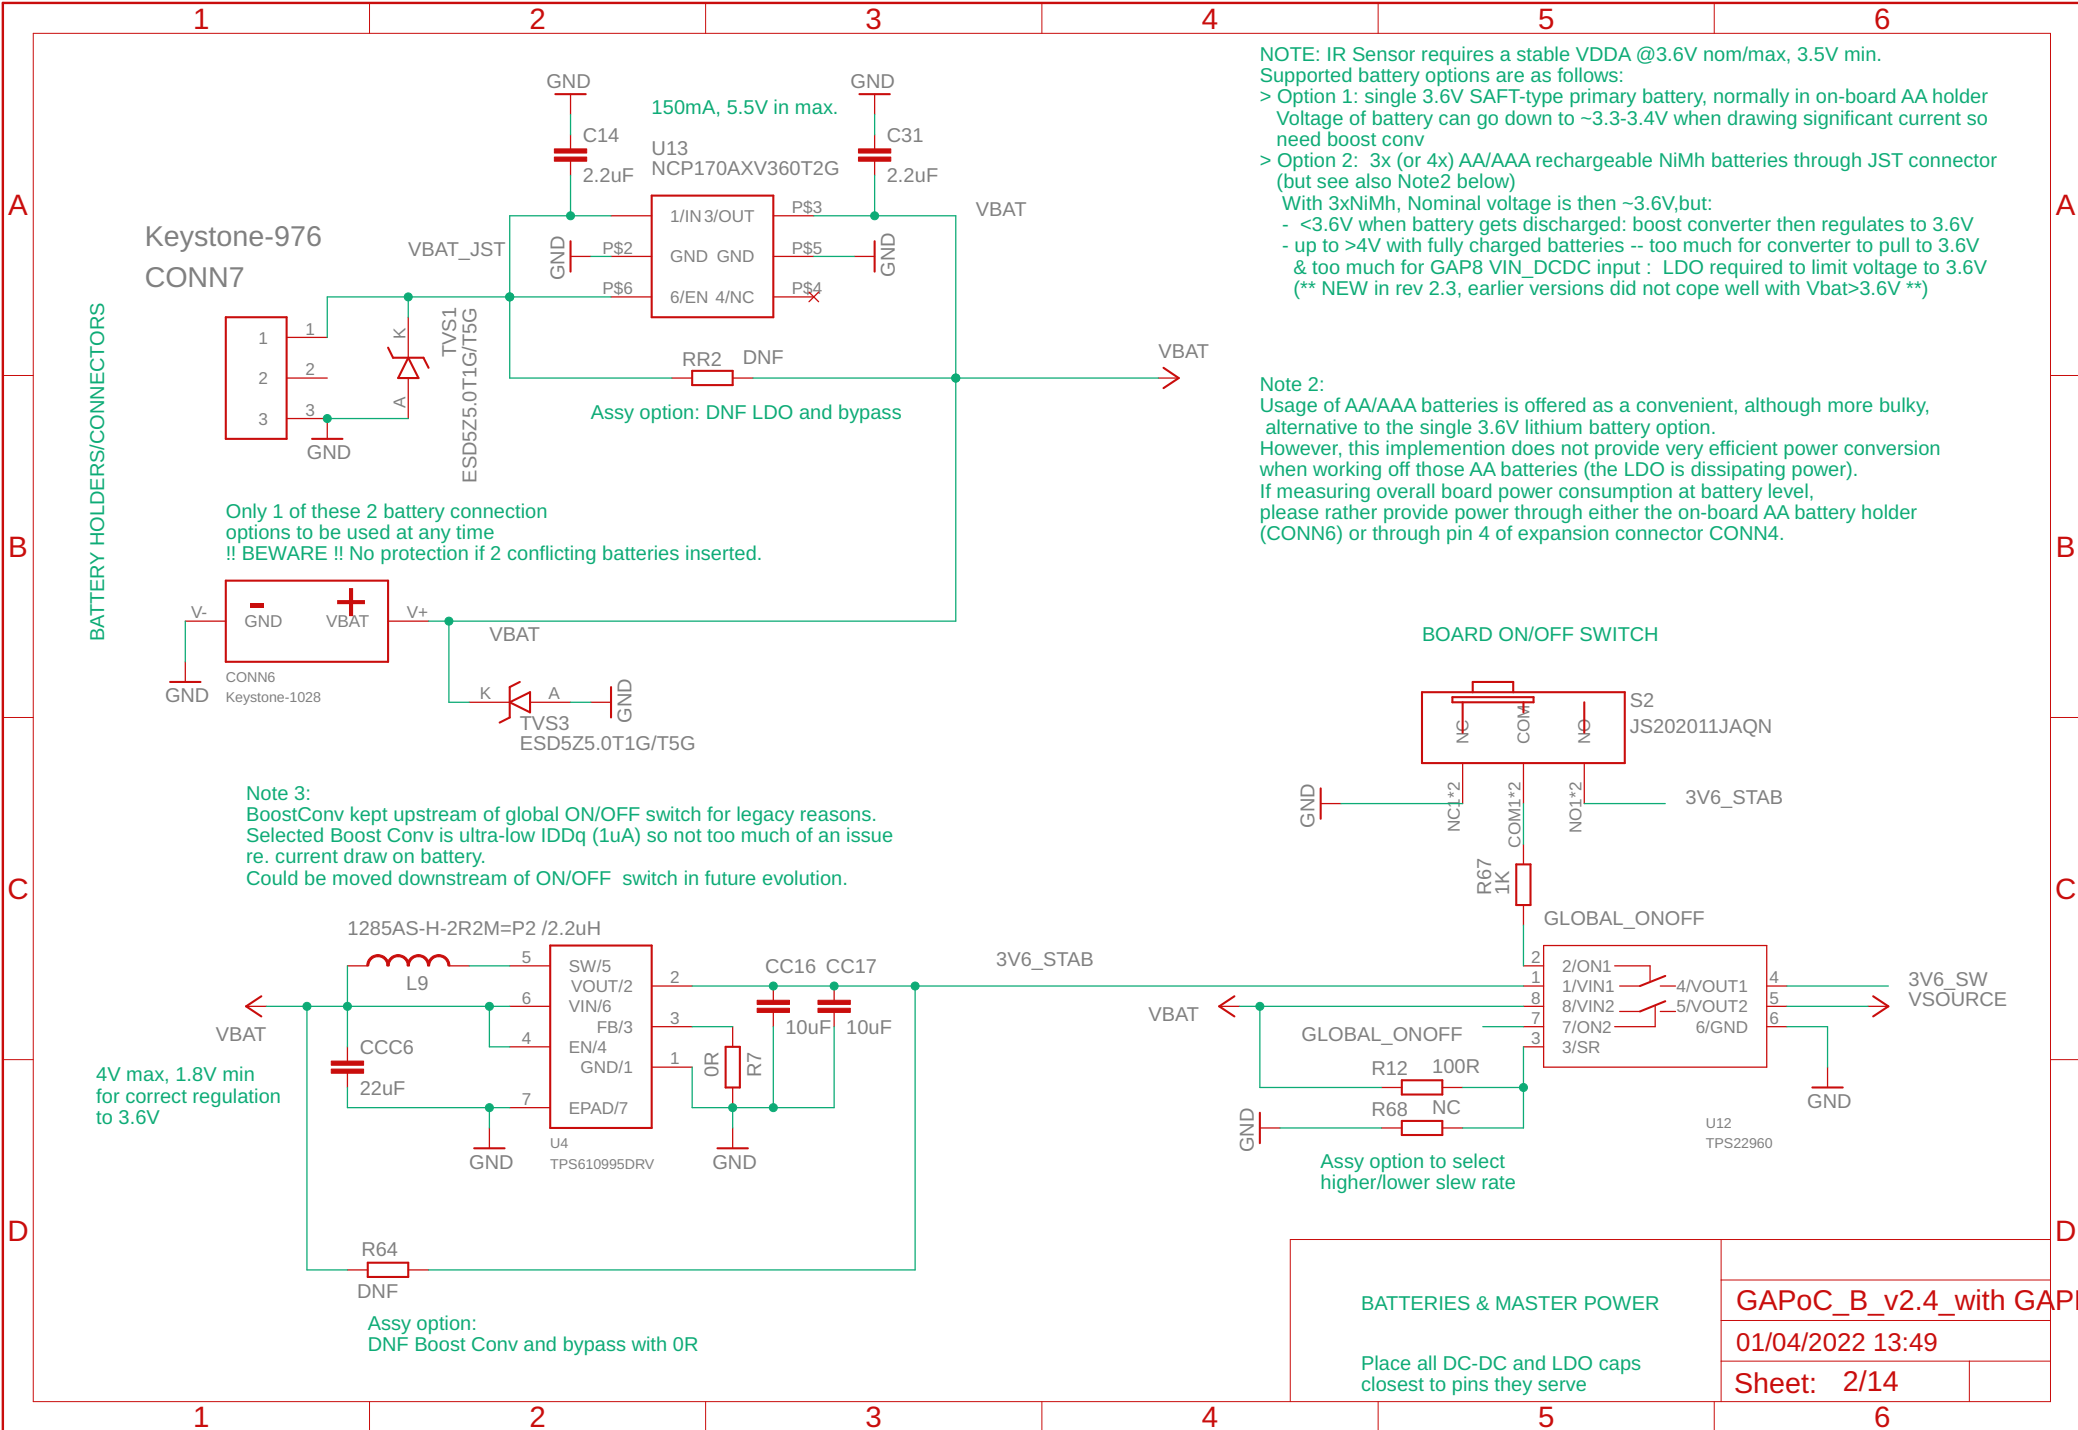 1 2 3 4 5 6
A
B
C
D
A
B
C
D
NOTE: IR Sensor requires a stable VDDA @3.6V nom/max, 3.5V min.
Supported battery options are as follows:
> Option 1: single 3.6V SAFT-type primary battery, normally in on-board AA holder
Voltage of battery can go down to ~3.3-3.4V when drawing significant current so
need boost conv
> Option 2: 3x (or 4x) AA/AAA rechargeable NiMh batteries through JST connector
(but see also Note2 below)
With 3xNiMh, Nominal voltage is then ~3.6V,but:
- <3.6V when battery gets discharged: boost converter then regulates to 3.6V
- up to >4V with fully charged batteries -- too much for converter to pull to 3.6V
& too much for GAP8 VIN_DCDC input : LDO required to limit voltage to 3.6V
(** NEW in rev 2.3, earlier versions did not cope well with Vbat>3.6V **)
GND
GND
150mA, 5.5V in max.
C14
2.2uF
U13
NCP170AXV360T2G
C31
2.2uF
1/IN 3/OUT
GND GND
6/EN 4/NC
P$2
P$6
P$3
P$5
P$4
GND
GND
VBAT
VBAT_JST
Keystone-976
CONN7
1
2
3
1
2
3
GND
K
A
TVS1
ESD5Z5.0T1G/T5G
RR2 DNF
Assy option: DNF LDO and bypass
VBAT
BATTERY HOLDERS/CONNECTORS
Note 2:
Usage of AA/AAA batteries is offered as a convenient, although more bulky,
alternative to the single 3.6V lithium battery option.
However, this implemention does not provide very efficient power conversion
when working off those AA batteries (the LDO is dissipating power).
If measuring overall board power consumption at battery level,
please rather provide power through either the on-board AA battery holder
(CONN6) or through pin 4 of expansion connector CONN4.
Only 1 of these 2 battery connection
options to be used at any time
!! BEWARE !! No protection if 2 conflicting batteries inserted.
V-
- +
GND VBAT
V+
VBAT
GND
CONN6
Keystone-1028
K A
GND
TVS3
ESD5Z5.0T1G/T5G
BOARD ON/OFF SWITCH
NC
COM
NO
S2
JS202011JAQN
GND
NC1*2
COM1*2
NO1*2
3V6_STAB
R67
1K
GLOBAL_ONOFF
Note 3:
BoostConv kept upstream of global ON/OFF switch for legacy reasons.
Selected Boost Conv is ultra-low IDDq (1uA) so not too much of an issue
re. current draw on battery.
Could be moved downstream of ON/OFF switch in future evolution.
1285AS-H-2R2M=P2 /2.2uH
L9
VBAT
4V max, 1.8V min
for correct regulation
to 3.6V
CCC6
22uF
5
6
4
7
SW/5
VOUT/2
VIN/6
FB/3
EN/4
GND/1
EPAD/7
2
3
1
U4
TPS610995DRV
GND
GND
0R
R7
CC16 CC17
10uF 10uF
3V6_STAB
R64
DNF
Assy option:
DNF Boost Conv and bypass with 0R
VBAT
GLOBAL_ONOFF
2
1
8
7
3
2/ON1
1/VIN1
8/VIN2
7/ON2
3/SR
4/VOUT1
5/VOUT2
6/GND
4
5
6
3V6_SW
VSOURCE
GND
R12 100R
R68 NC
GND
U12
TPS22960
Assy option to select
higher/lower slew rate
BATTERIES & MASTER POWER
Place all DC-DC and LDO caps
closest to pins they serve
GAPoC_B_v2.4_with GAP
01/04/2022 13:49
Sheet: 2/14
1 2 3 4 5 6